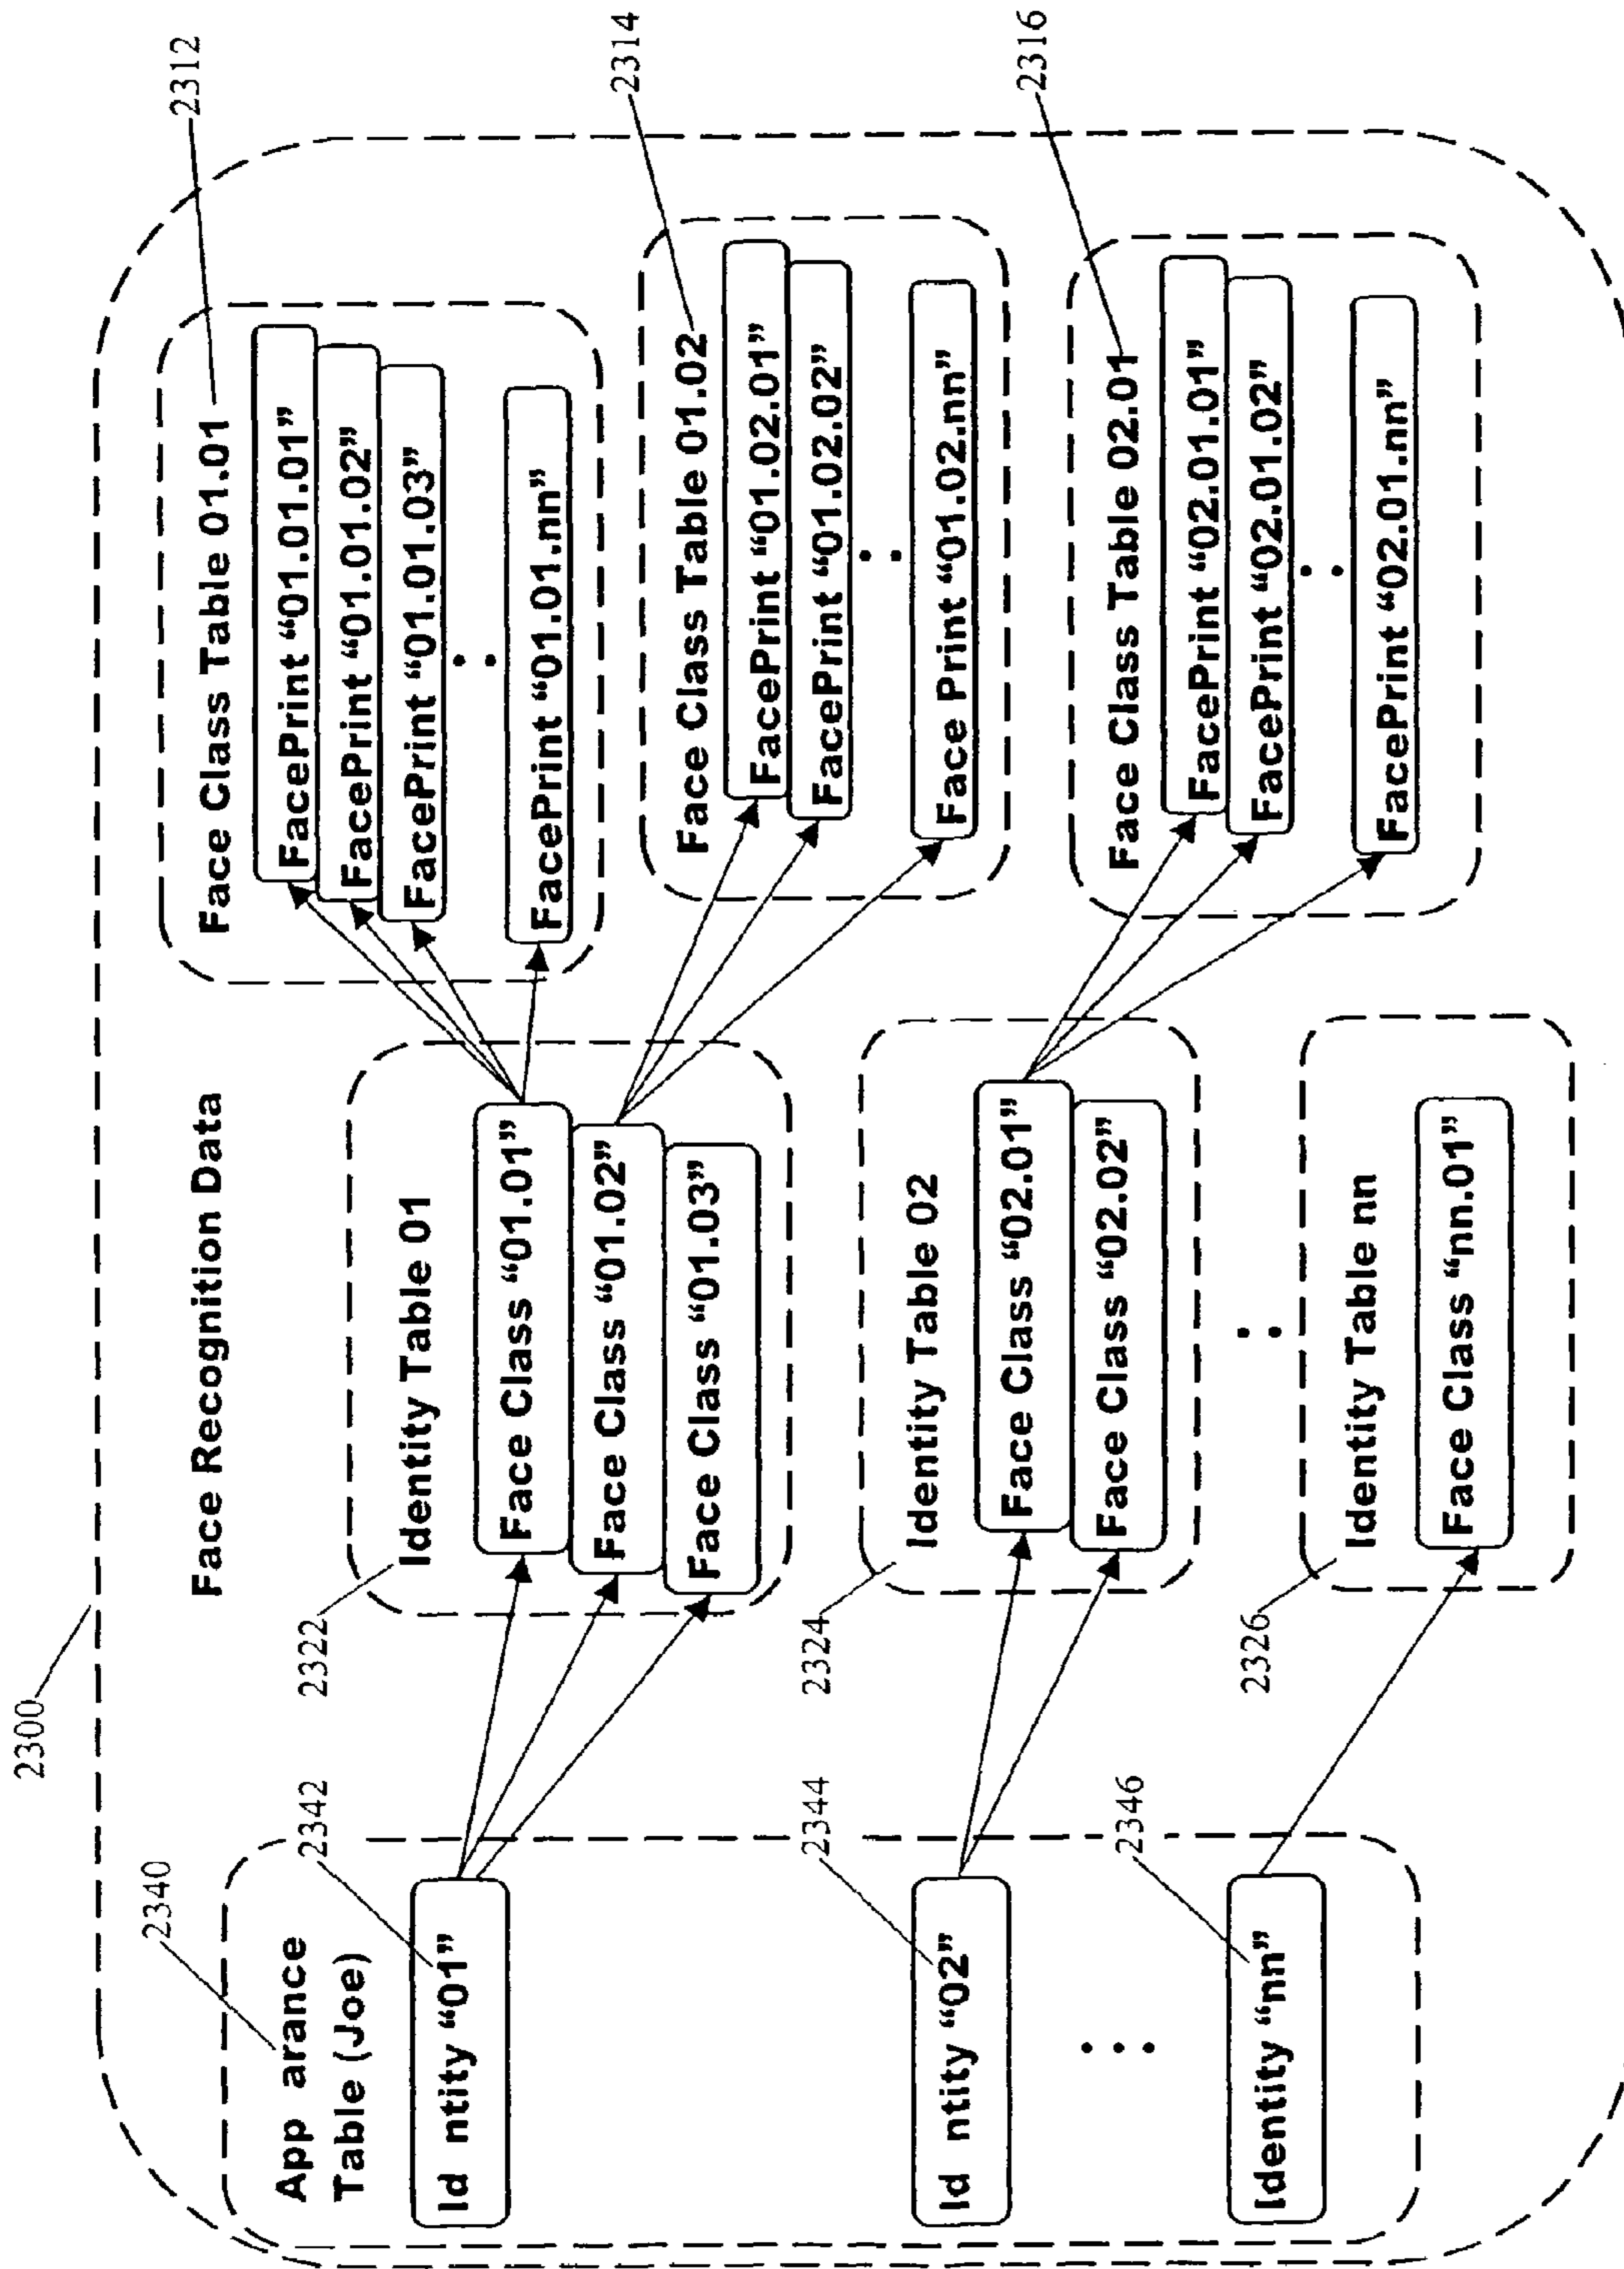 2300
Face Recognition Data
2340
App arance
Table (Joe)
2342
Id ntity “01”
2344
Id ntity “02”
2346
Identity “nn”
2322
Identity Table 01
Face Class “01.01”
Face Class “01.02”
Face Class “01.03”
2324
Identity Table 02
Face Class “02.01”
Face Class “02.02”
2326
Identity Table nn
Face Class “nn.01”
2312
Face Class Table 01.01
FacePrint “01.01.01”
FacePrint “01.01.02”
FacePrint “01.01.03”
FacePrint “01.01.nn”
2314
Face Class Table 01.02
FacePrint “01.02.01”
FacePrint “01.02.02”
Face Print “01.02.nn”
2316
Face Class Table 02.01
FacePrint “02.01.01”
FacePrint “02.01.02”
FacePrint “02.01.nn”